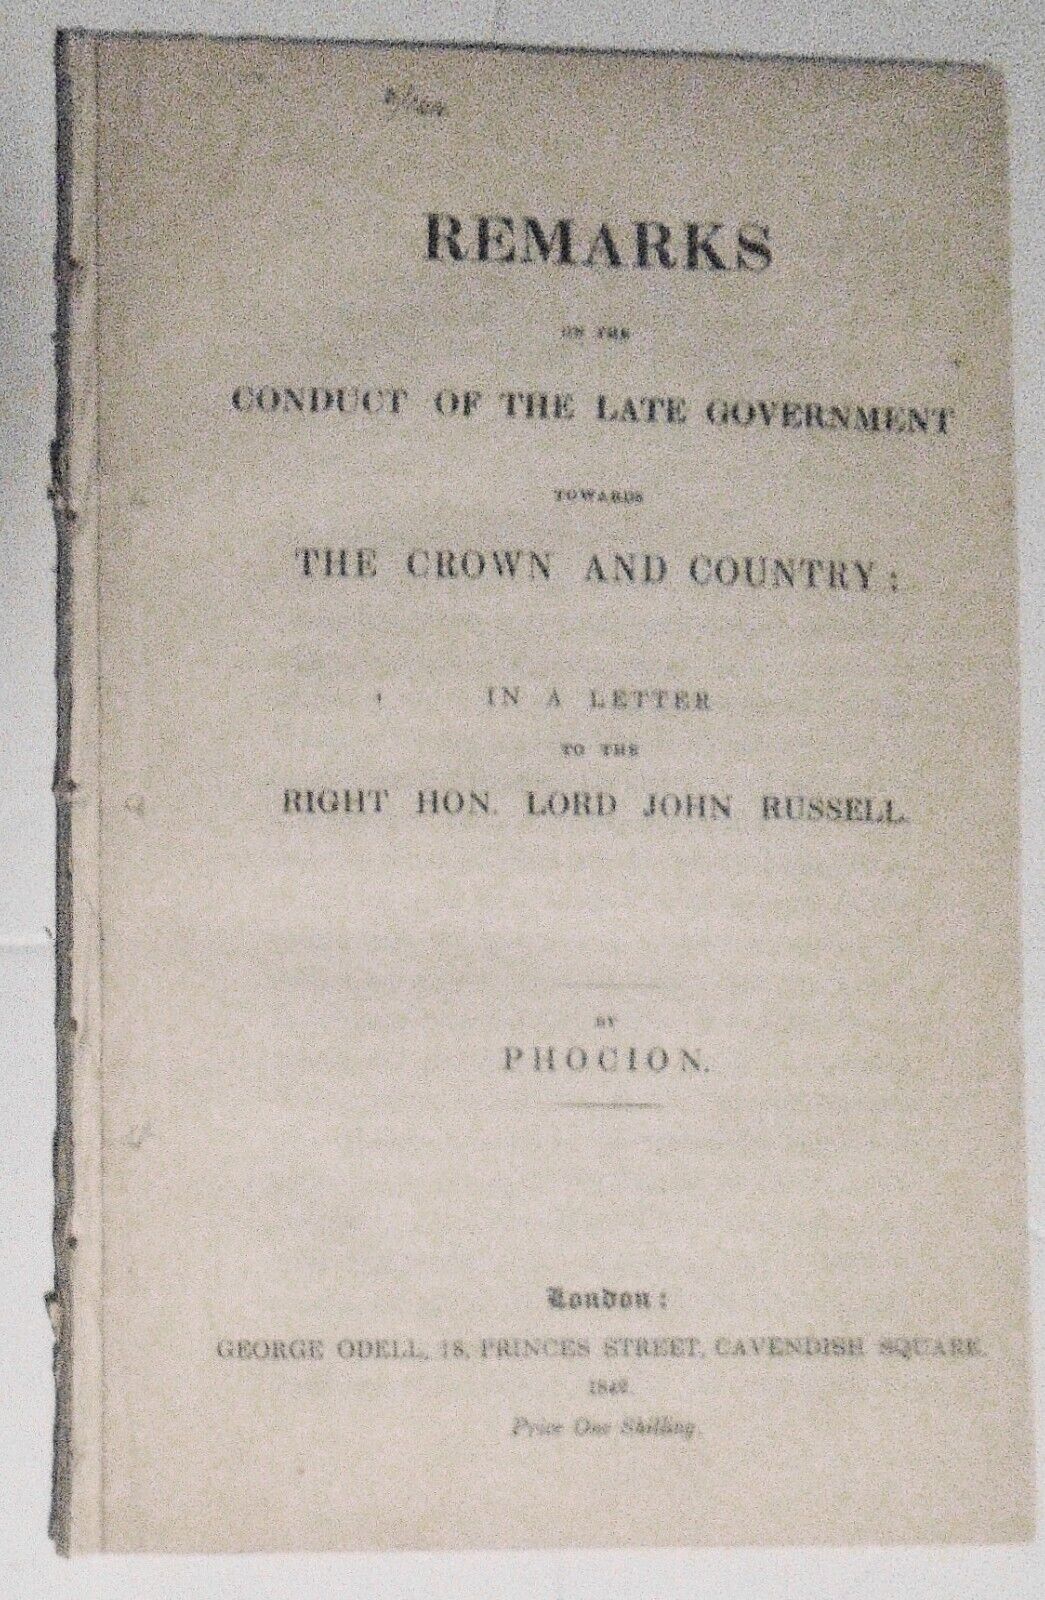 REMARKS
ON THE
CONDUCT OF THE LATE GOVERNMENT
TOWARDS
THE CROWN AND COUNTRY;
IN A LETTER
TO THE
RIGHT HON. LORD JOHN RUSSELL.
BY
PHOCION.
London:
GEORGE ODELL, 18, PRINCES STREET, CAVENDISH SQUARE.
Price One Shilling.